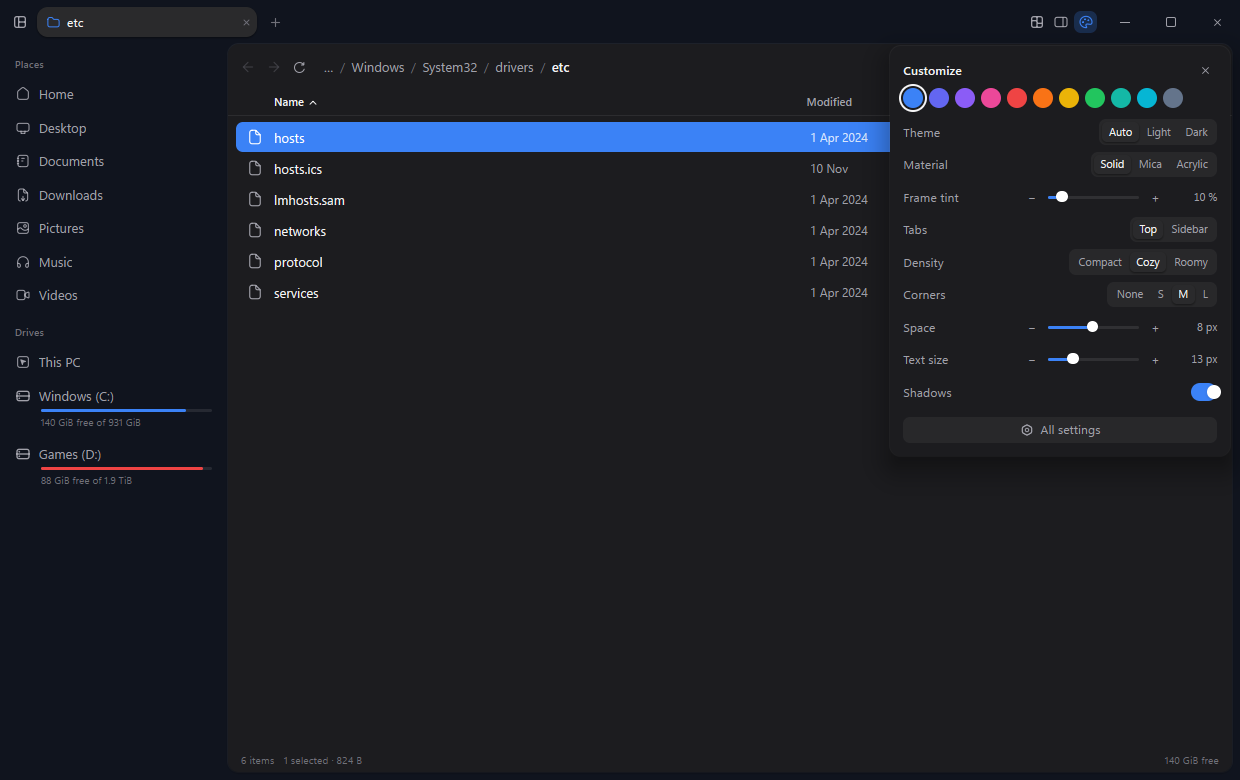 etc
Places
Home
Desktop
Documents
Downloads
Pictures
Music
Videos
Drives
This PC
Windows (C:)
140 GiB free of 931 GiB
Games (D:)
88 GiB free of 1.9 TiB
... / Windows / System32 / drivers / etc
Name Modified
hosts 1 Apr 2024
hosts.ics 10 Nov
lmhosts.sam 1 Apr 2024
networks 1 Apr 2024
protocol 1 Apr 2024
services 1 Apr 2024
6 items 1 selected · 824 B
140 GiB free
Customize
Theme Auto Light Dark
Material Solid Mica Acrylic
Frame tint − + 10 %
Tabs Top Sidebar
Density Compact Cozy Roomy
Corners None S M L
Space − + 8 px
Text size − + 13 px
Shadows
All settings